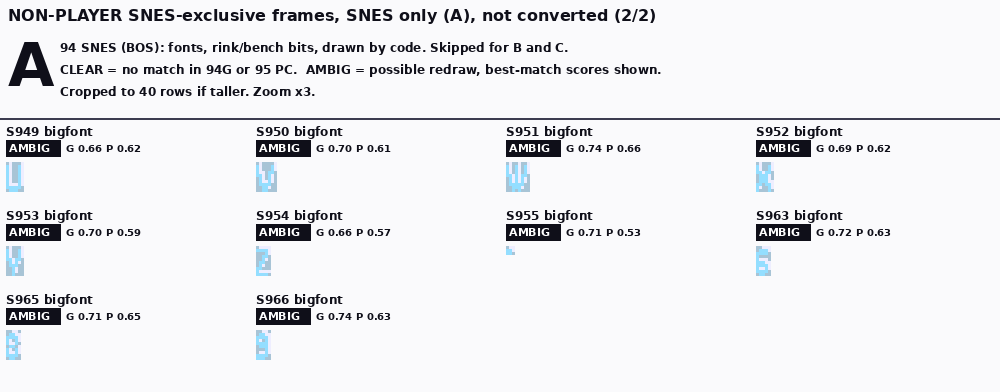 NON-PLAYER SNES-exclusive frames, SNES only (A), not converted (2/2)
A
94 SNES (BOS): fonts, rink/bench bits, drawn by code. Skipped for B and C.
CLEAR = no match in 94G or 95 PC.  AMBIG = possible redraw, best-match scores shown.
Cropped to 40 rows if taller. Zoom x3.
S949 bigfont
AMBIG G 0.66 P 0.62
S950 bigfont
AMBIG G 0.70 P 0.61
S951 bigfont
AMBIG G 0.74 P 0.66
S952 bigfont
AMBIG G 0.69 P 0.62
S953 bigfont
AMBIG G 0.70 P 0.59
S954 bigfont
AMBIG G 0.66 P 0.57
S955 bigfont
AMBIG G 0.71 P 0.53
S963 bigfont
AMBIG G 0.72 P 0.63
S965 bigfont
AMBIG G 0.71 P 0.65
S966 bigfont
AMBIG G 0.74 P 0.63